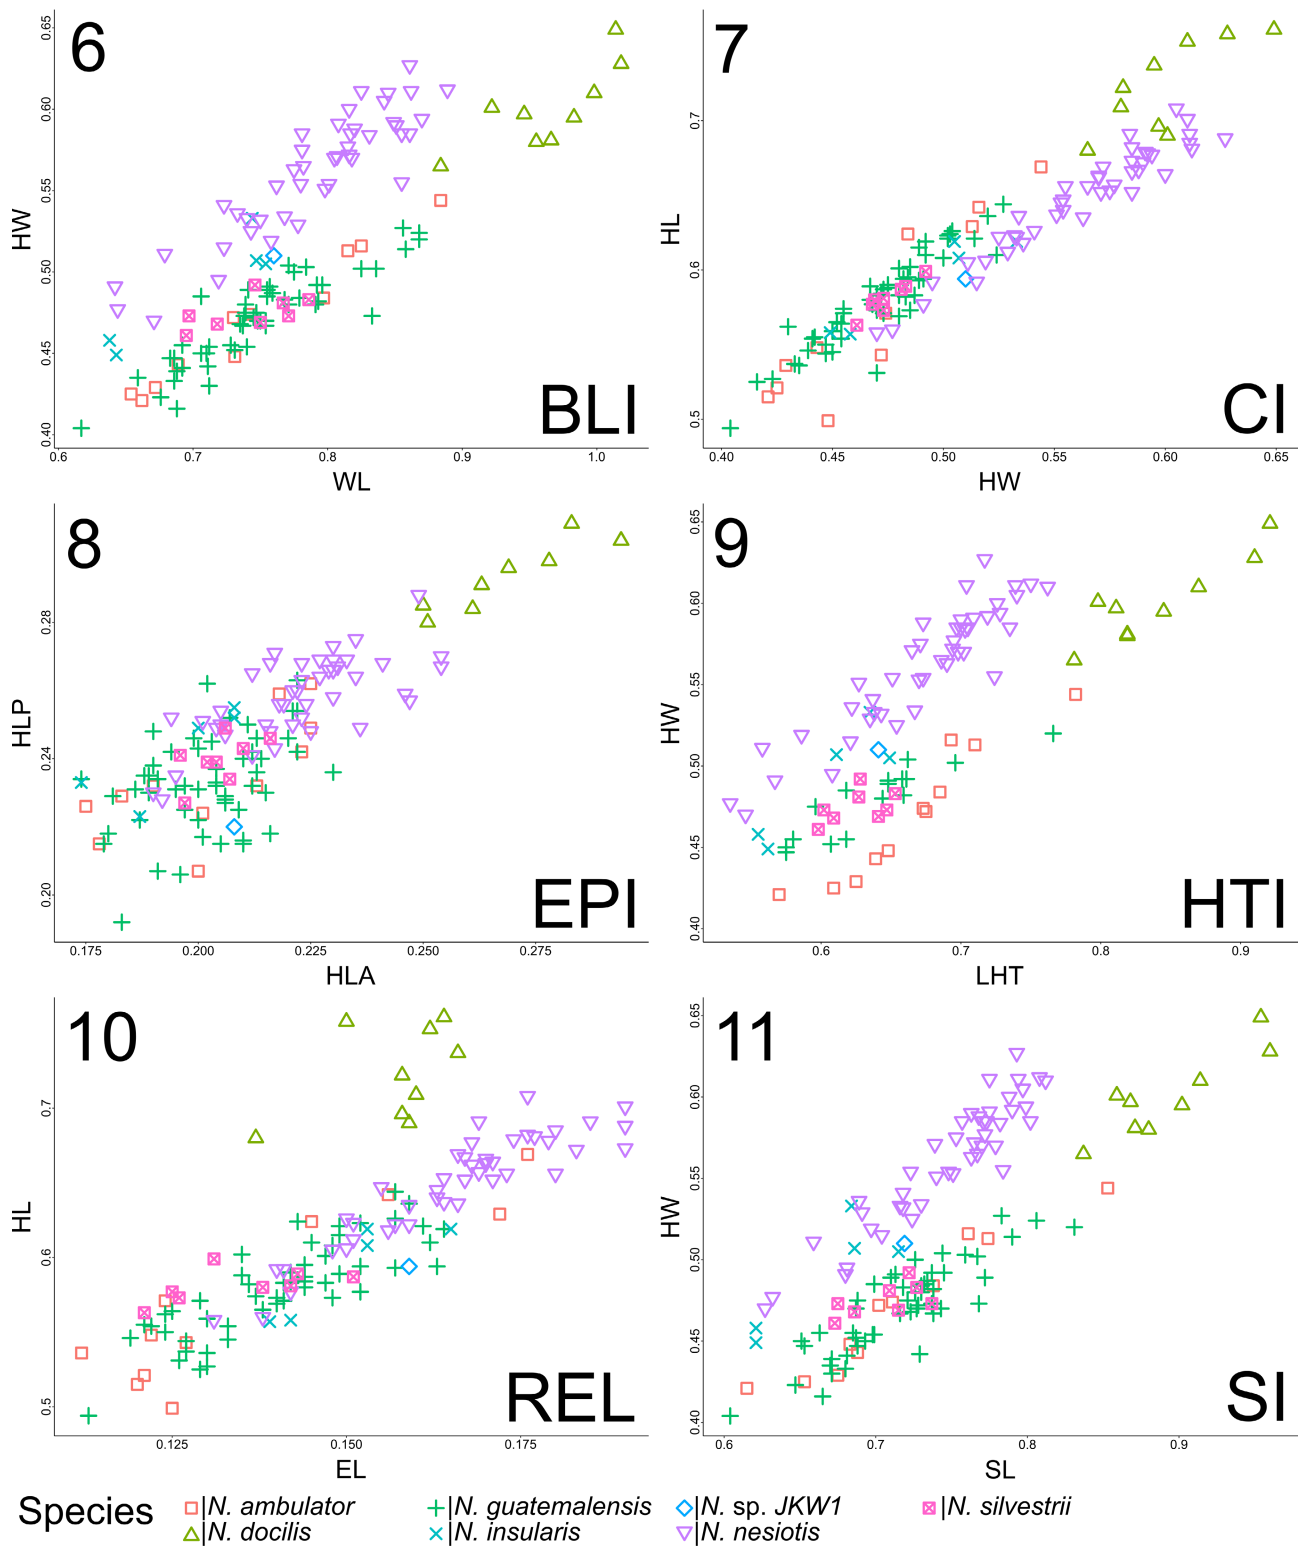 6
0.65
0.60
0.55
0.50
0.45
0.40
HW
BLI
0.6 0.7 0.8 0.9 1.0
WL
7
0.7
0.6
0.5
HL
CI
0.40 0.45 0.50 0.55 0.60 0.65
HW
8
0.28
0.24
0.20
HLP
EPI
0.175 0.200 0.225 0.250 0.275
HLA
9
0.65
0.60
0.55
0.50
0.45
0.40
HW
HTI
0.6 0.7 0.8 0.9
LHT
10
0.7
0.6
0.5
HL
REL
0.125 0.150 0.175
EL
11
0.65
0.60
0.55
0.50
0.45
0.40
HW
SI
0.6 0.7 0.8 0.9
SL
Species |N. ambulator |N. guatemalensis |N. sp. JKW1 |N. silvestrii
|N. docilis |N. insularis |N. nesiotis